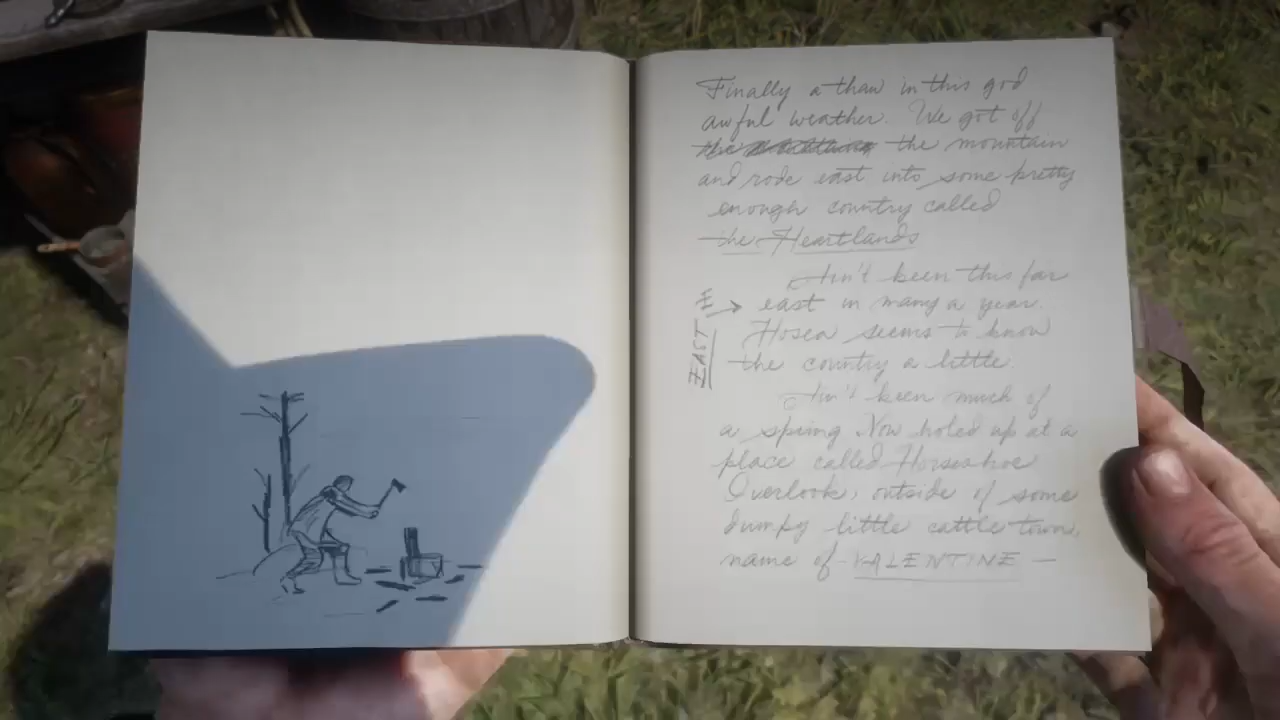 Finally a thaw in this god
awful weather. We got off
the the mountain
and rode east into some pretty
enough country called
the Heartlands
Ain't been this far
east in many a year.
Hosea seems to know
the country a little.
EAST
Ain't been much of
a spring Now holed up at a
place called Horseshoe
Overlook, outside of some
dumpy little cattle town,
name of VALENTINE —